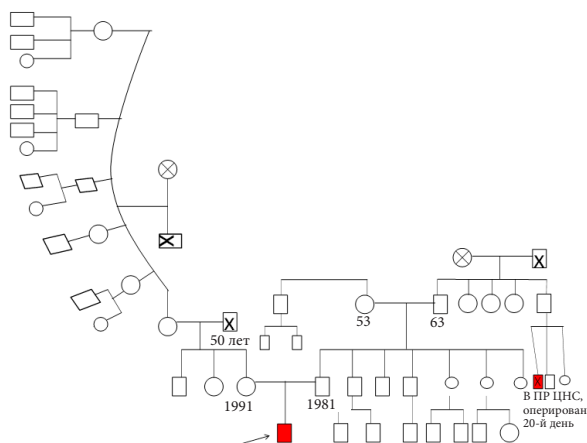 53
63
50 лет
1991
1981
В ПР ЦНС,
оперирован
20-й день